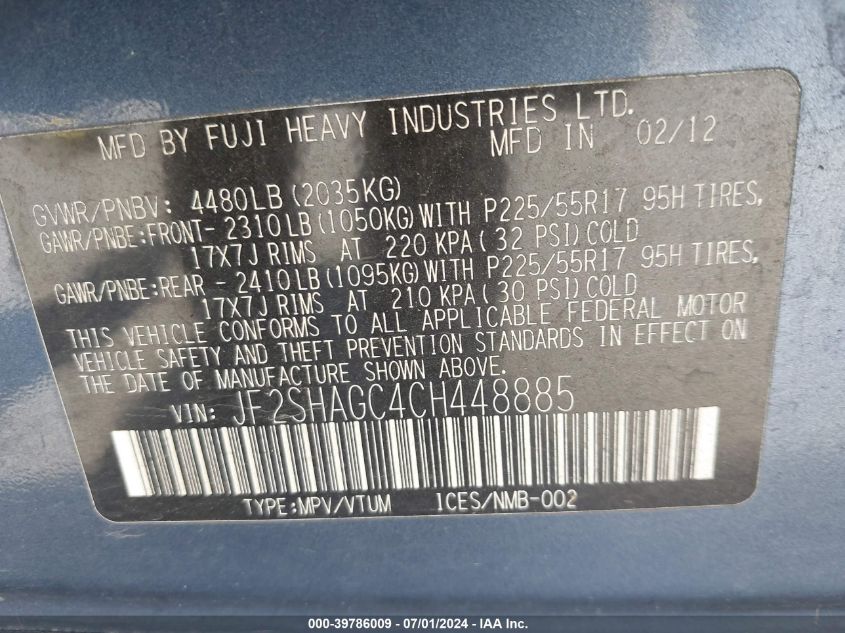 MFD BY FUJI HEAVY INDUSTRIES LTD.
MFD IN 02/12
GVWR/PNBV: 4480LB (2035KG)
GAWR/PNBE:FRONT- 2310LB(1050KG)WITH P225/55R17 95H TIRES,
17X7J RIMS AT 220 KPA( 32 PSI)COLD
GAWR/PNBE:REAR - 2410LB(1095KG)WITH P225/55R17 95H TIRES,
17X7J RIMS AT 210 KPA( 30 PSI)COLD
THIS VEHICLE CONFORMS TO ALL APPLICABLE FEDERAL MOTOR
VEHICLE SAFETY AND THEFT PREVENTION STANDARDS IN EFFECT ON
THE DATE OF MANUFACTURE SHOWN ABOVE.
VIN: JF2SHAGC4CH448885
TYPE:MPV/VTUM ICES/NMB-002
000-39786009 - 07/01/2024 - IAA Inc.